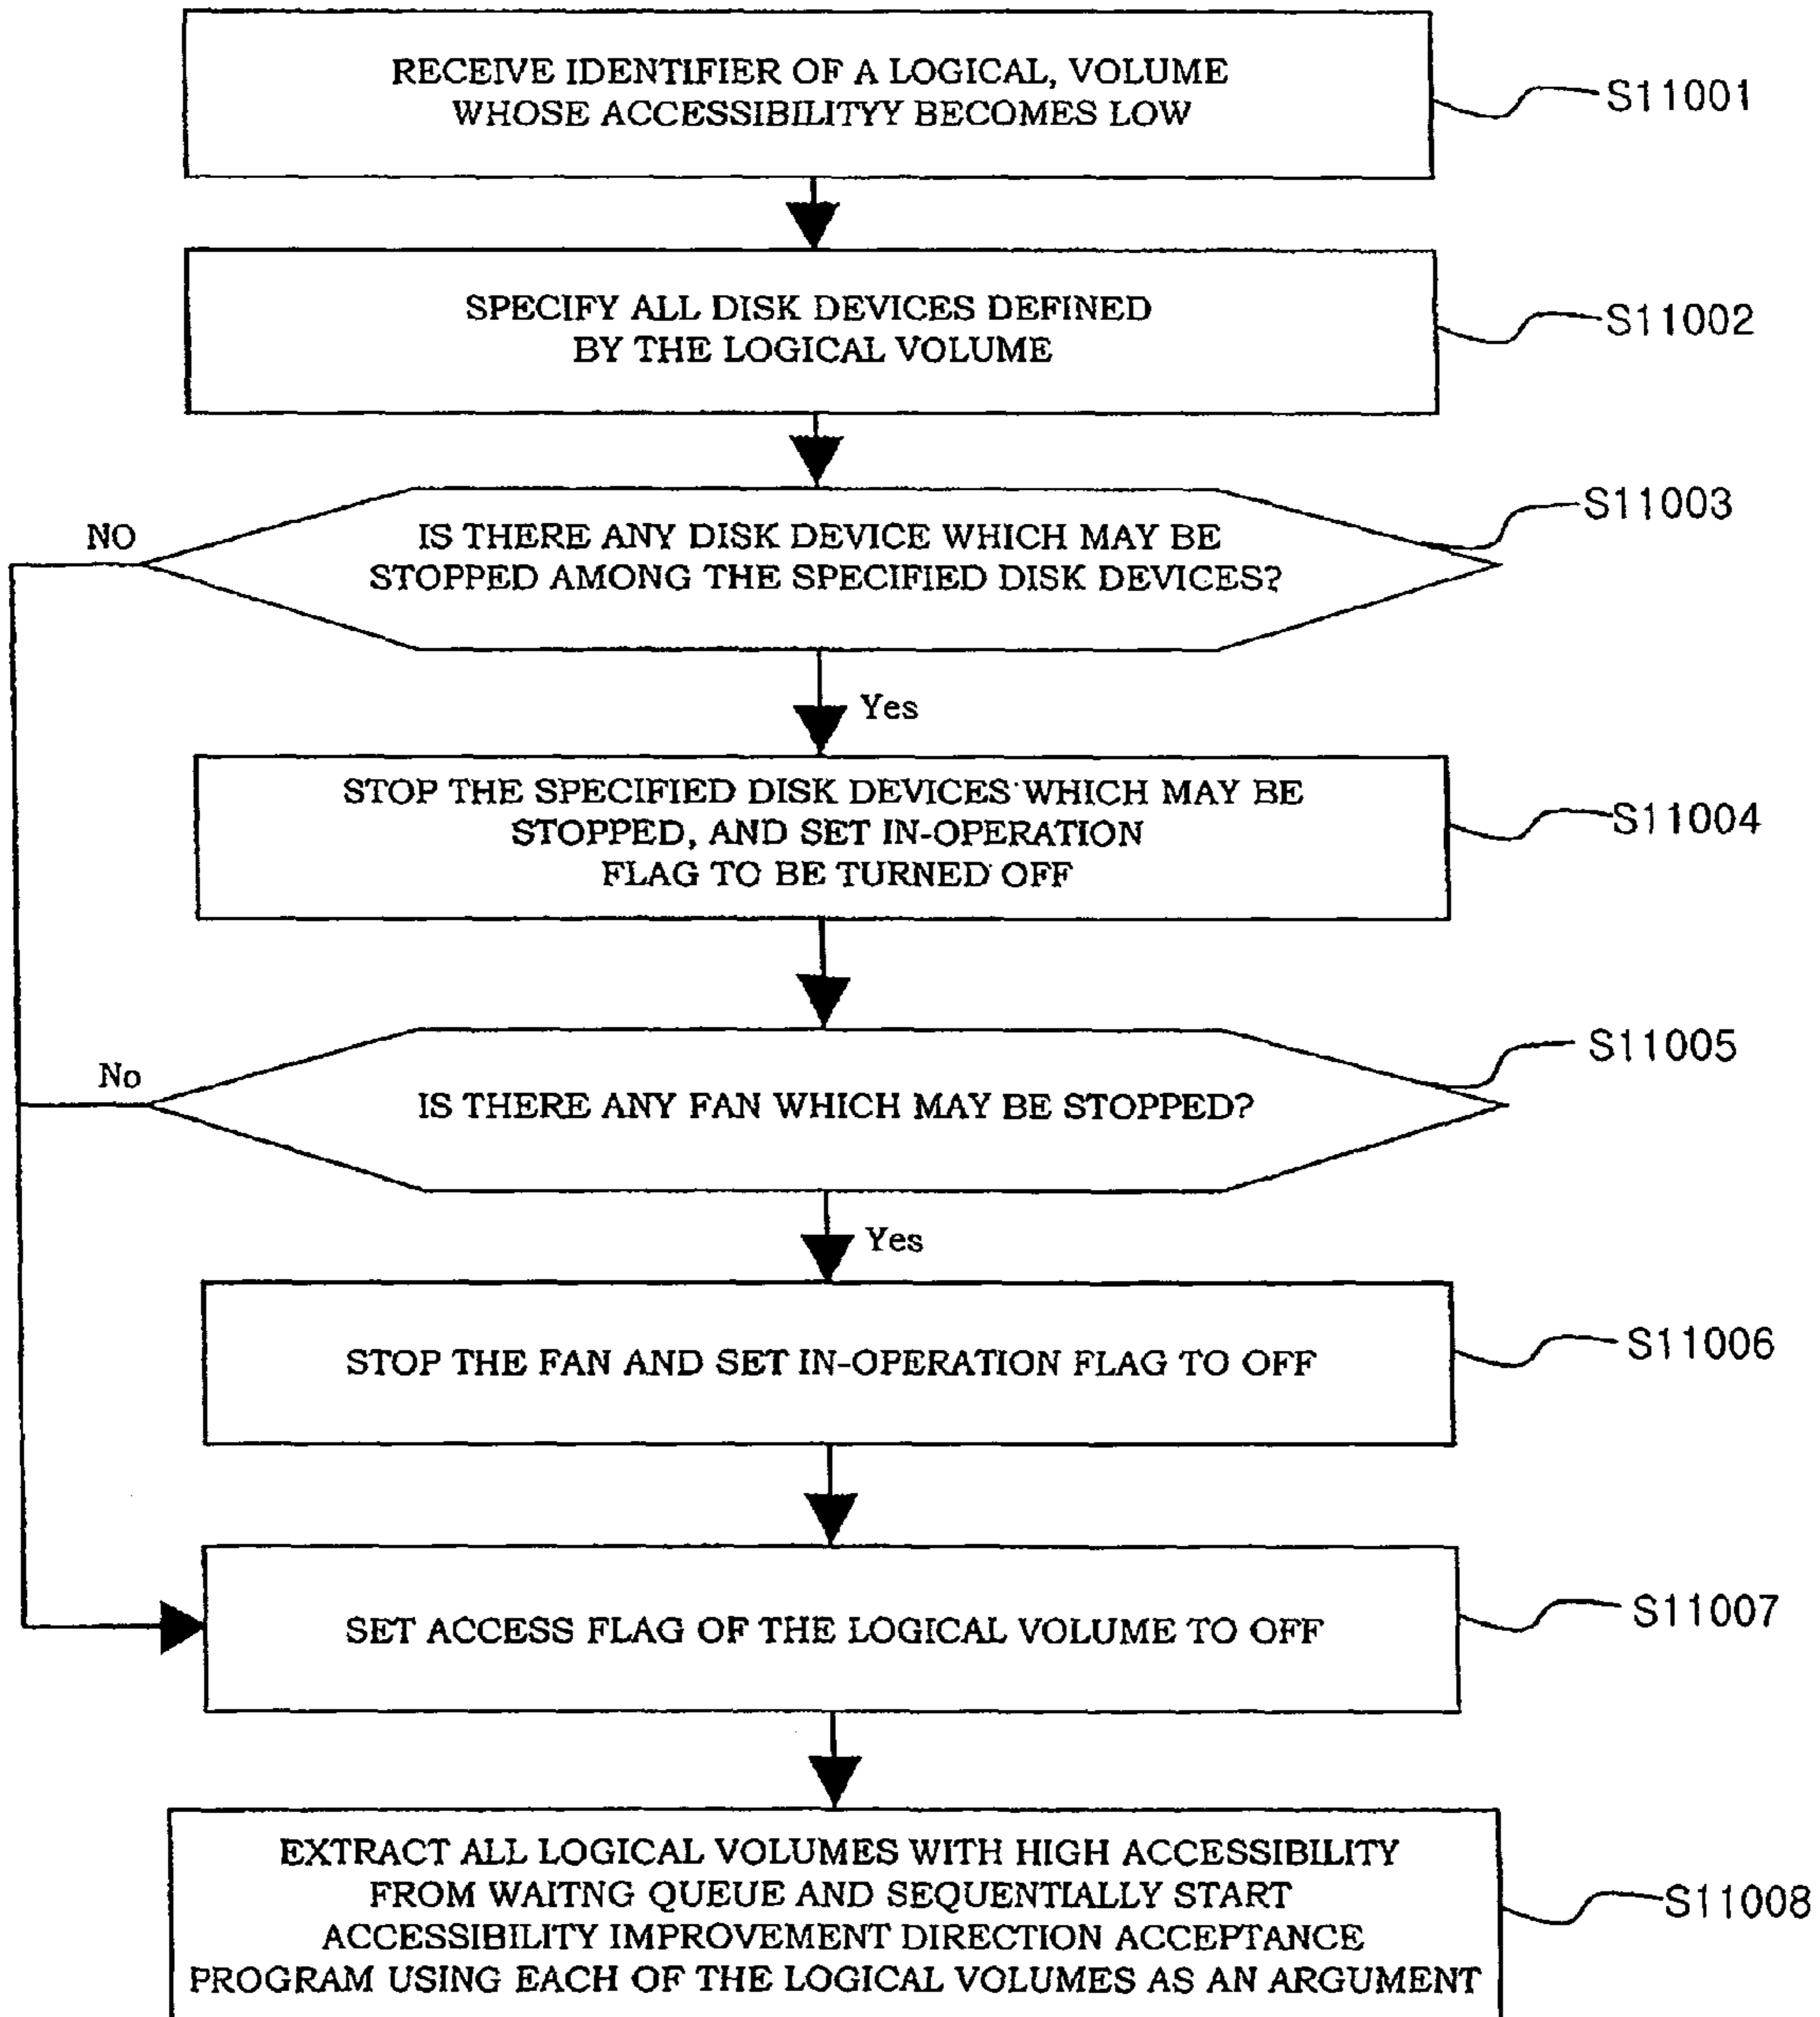 RECEIVE IDENTIFIER OF A LOGICAL, VOLUME
WHOSE ACCESSIBILITYY BECOMES LOW
S11001
SPECIFY ALL DISK DEVICES DEFINED
BY THE LOGICAL VOLUME
S11002
NO
IS THERE ANY DISK DEVICE WHICH MAY BE
STOPPED AMONG THE SPECIFIED DISK DEVICES?
S11003
Yes
STOP THE SPECIFIED DISK DEVICES WHICH MAY BE
STOPPED, AND SET IN-OPERATION
FLAG TO BE TURNED OFF
S11004
No
IS THERE ANY FAN WHICH MAY BE STOPPED?
S11005
Yes
STOP THE FAN AND SET IN-OPERATION FLAG TO OFF
S11006
SET ACCESS FLAG OF THE LOGICAL VOLUME TO OFF
S11007
EXTRACT ALL LOGICAL VOLUMES WITH HIGH ACCESSIBILITY
FROM WAITNG QUEUE AND SEQUENTIALLY START
ACCESSIBILITY IMPROVEMENT DIRECTION ACCEPTANCE
PROGRAM USING EACH OF THE LOGICAL VOLUMES AS AN ARGUMENT
S11008